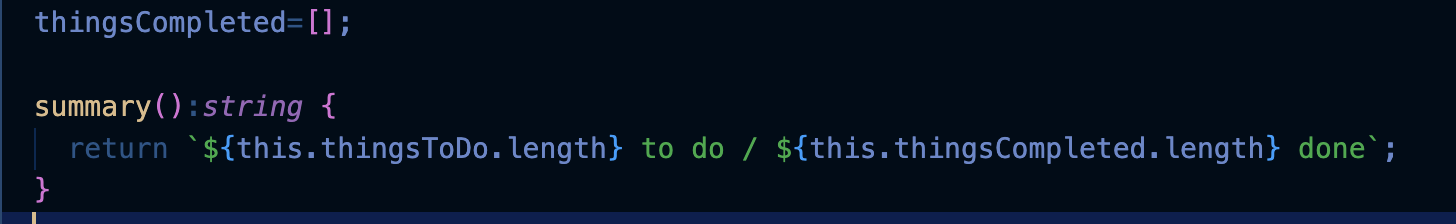 thingsCompleted=[];
summary():string {
return `${this.thingsToDo.length} to do / ${this.thingsCompleted.length} done`;
}